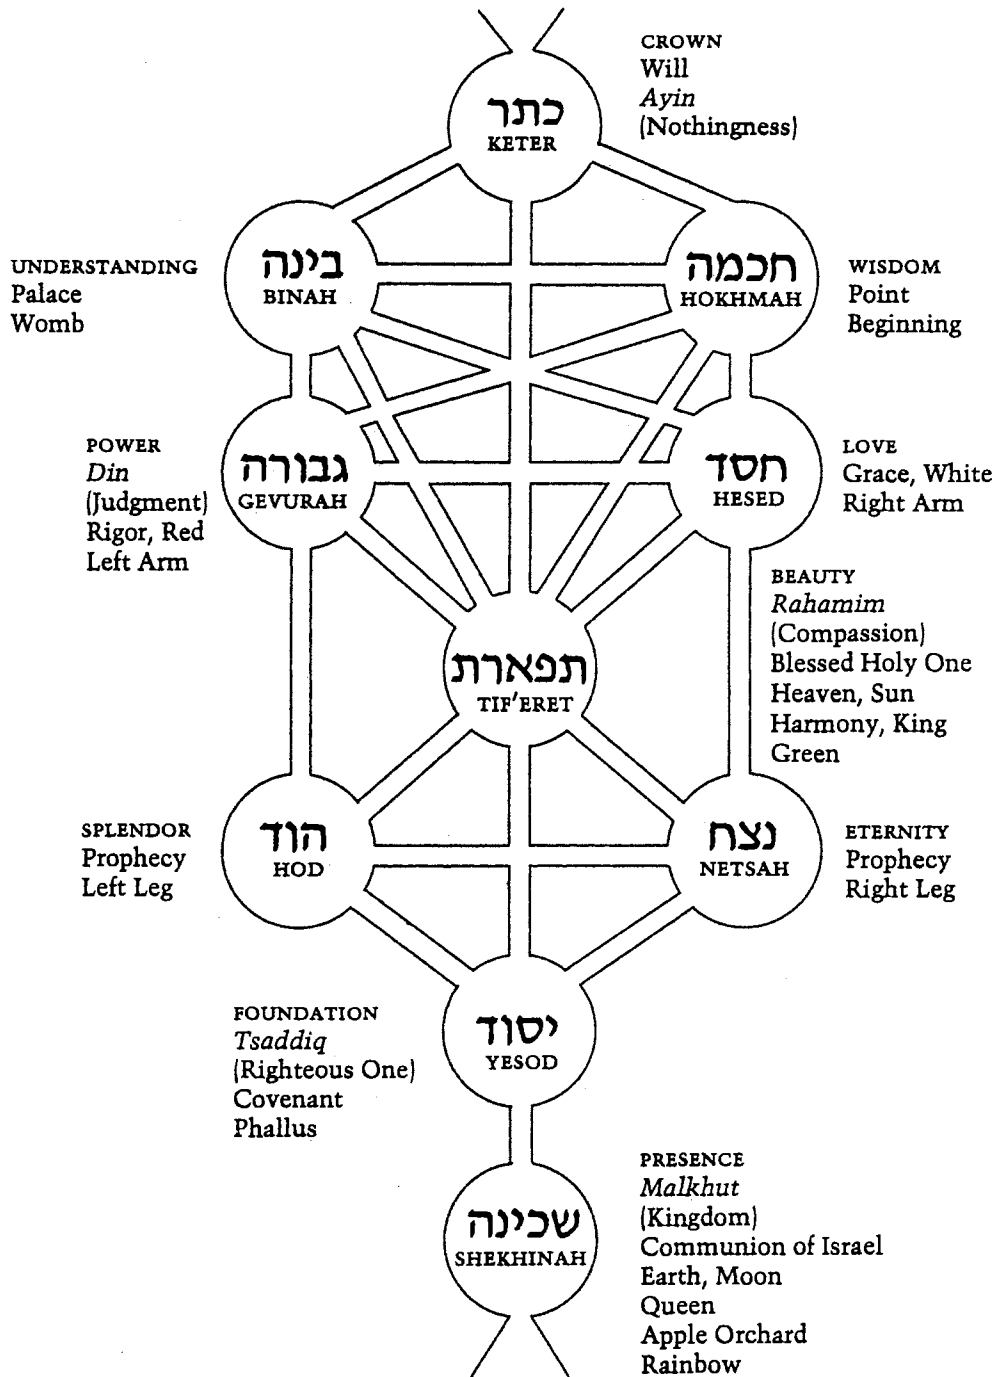 CROWN
Will
Ayin
(Nothingness)
כתר
KETER
UNDERSTANDING
Palace
Womb
בינה
BINAH
חכמה
HOKHMAH
WISDOM
Point
Beginning
POWER
Din
(Judgment)
Rigor, Red
Left Arm
גבורה
GEVURAH
חסד
HESED
LOVE
Grace, White
Right Arm
BEAUTY
Rahamim
(Compassion)
Blessed Holy One
Heaven, Sun
Harmony, King
Green
תפארת
TIF'ERET
SPLENDOR
Prophecy
Left Leg
הוד
HOD
נצח
NETSAH
ETERNITY
Prophecy
Right Leg
FOUNDATION
Tsaddiq
(Righteous One)
Covenant
Phallus
יסוד
YESOD
שכינה
SHEKHINAH
PRESENCE
Malkhut
(Kingdom)
Communion of Israel
Earth, Moon
Queen
Apple Orchard
Rainbow